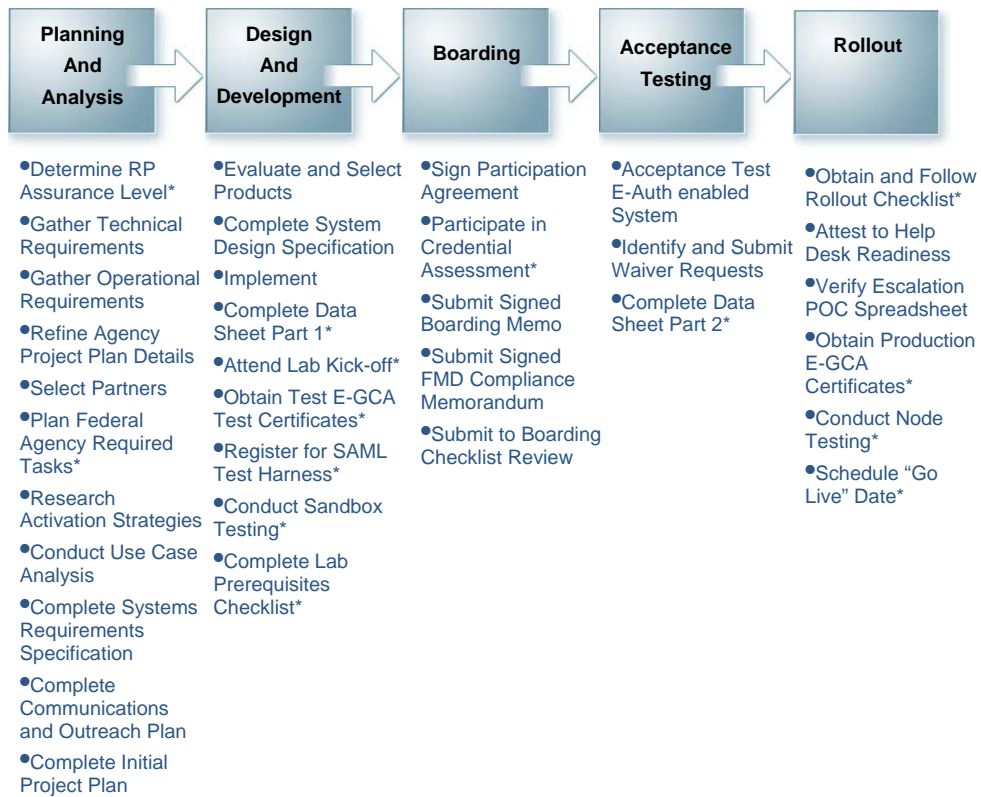 Planning
And
Analysis
•Determine RP
Assurance Level*
•Gather Technical
Requirements
•Gather Operational
Requirements
•Refine Agency
Project Plan Details
•Select Partners
•Plan Federal
Agency Required
Tasks*
•Research
Activation Strategies
•Conduct Use Case
Analysis
•Complete Systems
Requirements
Specification
•Complete
Communications
and Outreach Plan
•Complete Initial
Project Plan
Design
And
Development
•Evaluate and Select
Products
•Complete System
Design Specification
•Implement
•Complete Data
Sheet Part 1*
•Attend Lab Kick-off*
•Obtain Test E-GCA
Test Certificates*
•Register for SAML
Test Harness*
•Conduct Sandbox
Testing*
•Complete Lab
Prerequisites
Checklist*
Boarding
•Sign Participation
Agreement
•Participate in
Credential
Assessment*
•Submit Signed
Boarding Memo
•Submit Signed
FMD Compliance
Memorandum
•Submit to Boarding
Checklist Review
Acceptance
Testing
•Acceptance Test
E-Auth enabled
System
•Identify and Submit
Waiver Requests
•Complete Data
Sheet Part 2*
Rollout
•Obtain and Follow
Rollout Checklist*
•Attest to Help
Desk Readiness
•Verify Escalation
POC Spreadsheet
•Obtain Production
E-GCA
Certificates*
•Conduct Node
Testing*
•Schedule “Go
Live” Date*